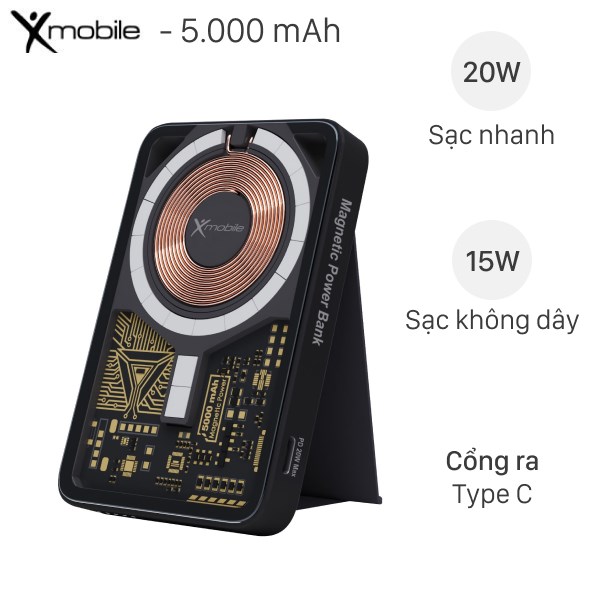 Xmobile - 5.000 mAh
20W
Sạc nhanh
15W
Sạc không dây
Cổng ra
Type C
Xmobile
Magnetic Power Bank
5000 mAh
Magnetic Power
PD 20W Max